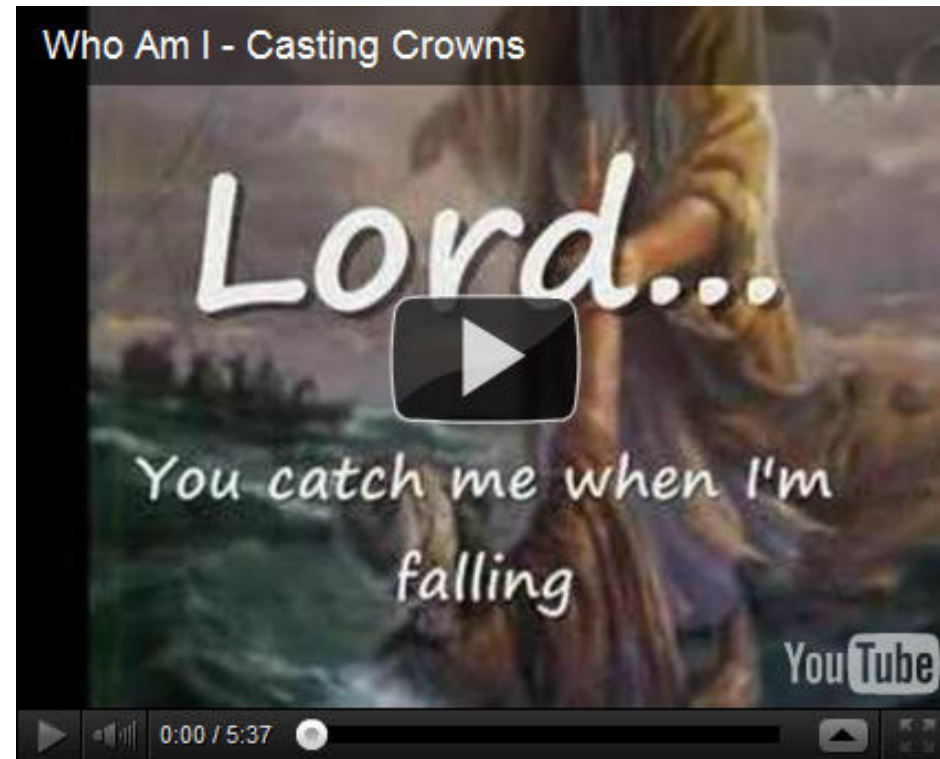 Who Am I - Casting Crowns
Lord...
You catch me when I'm
falling
YouTube
0:00 / 5:37